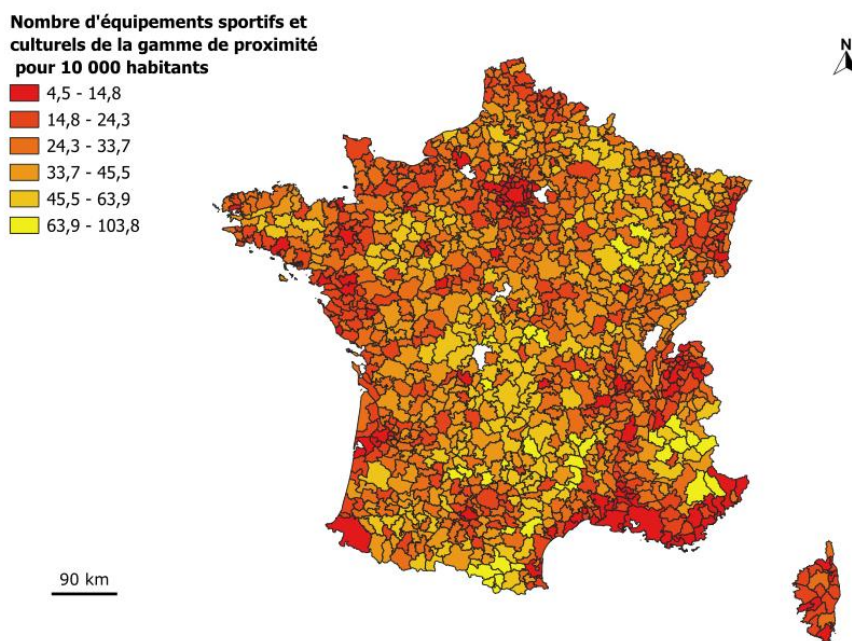 Nombre d'équipements sportifs et
culturels de la gamme de proximité
pour 10 000 habitants
4,5 - 14,8
14,8 - 24,3
24,3 - 33,7
33,7 - 45,5
45,5 - 63,9
63,9 - 103,8
N
90 km